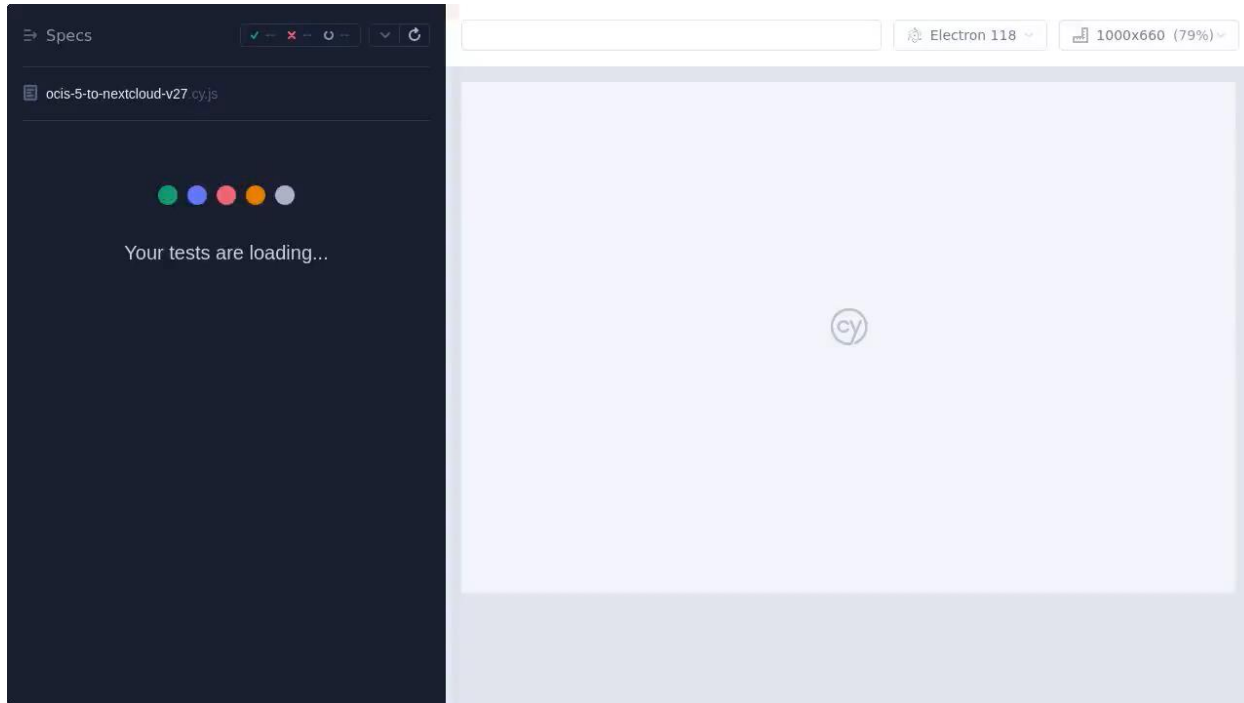 Specs
-- -- --
Electron 118
1000x660 (79%)
ocis-5-to-nextcloud-v27.cy.js
Your tests are loading...
cy